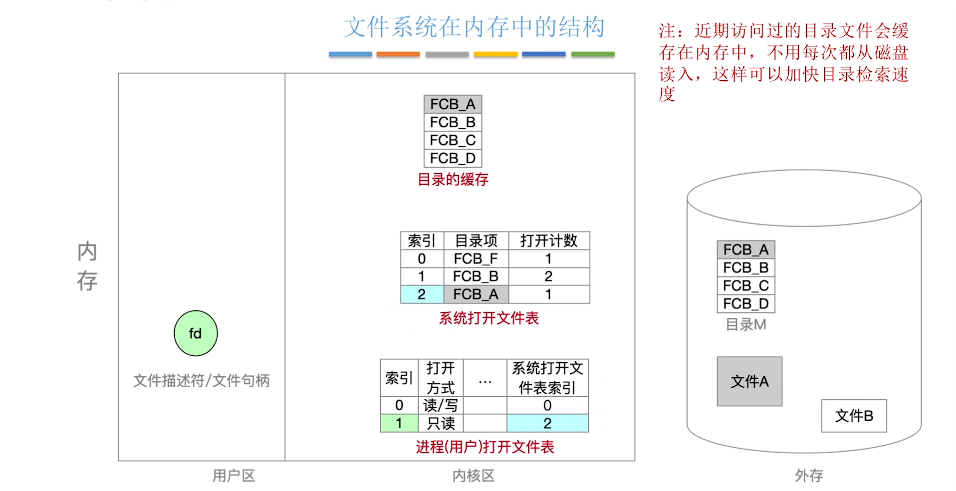 文件系统在内存中的结构
注：近期访问过的目录文件会缓
存在内存中，不用每次都从磁盘
读入，这样可以加快目录检索速
度
内
存
fd
文件描述符/文件句柄
用户区
FCB_A
FCB_B
FCB_C
FCB_D
目录的缓存
索引 目录项 打开计数
0 FCB_F 1
1 FCB_B 2
2 FCB_A 1
系统打开文件表
索引 打开方式 … 系统打开文件表索引
0 读/写 0
1 只读 2
进程(用户)打开文件表
内核区
FCB_A
FCB_B
FCB_C
FCB_D
目录M
文件A
文件B
外存